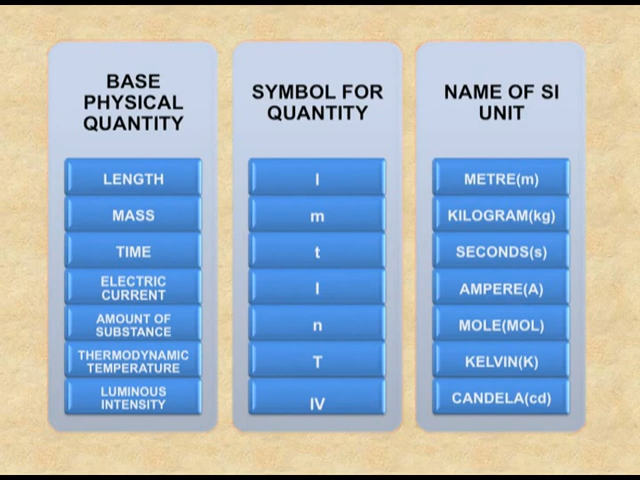 BASE
PHYSICAL
QUANTITY
SYMBOL FOR
QUANTITY
NAME OF SI
UNIT
LENGTH
l
METRE(m)
MASS
m
KILOGRAM(kg)
TIME
t
SECONDS(s)
ELECTRIC
CURRENT
I
AMPERE(A)
AMOUNT OF
SUBSTANCE
n
MOLE(MOL)
THERMODYNAMIC
TEMPERATURE
T
KELVIN(K)
LUMINOUS
INTENSITY
IV
CANDELA(cd)